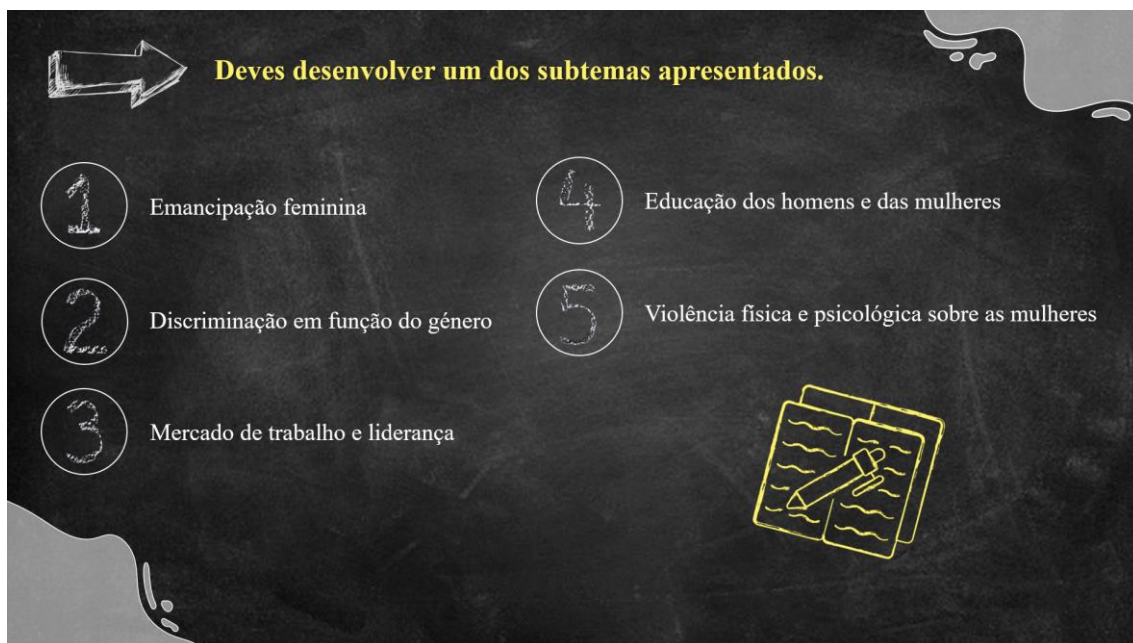 Deves desenvolver um dos subtemas apresentados.
1 Emancipação feminina
2 Discriminação em função do género
3 Mercado de trabalho e liderança
4 Educação dos homens e das mulheres
5 Violência física e psicológica sobre as mulheres